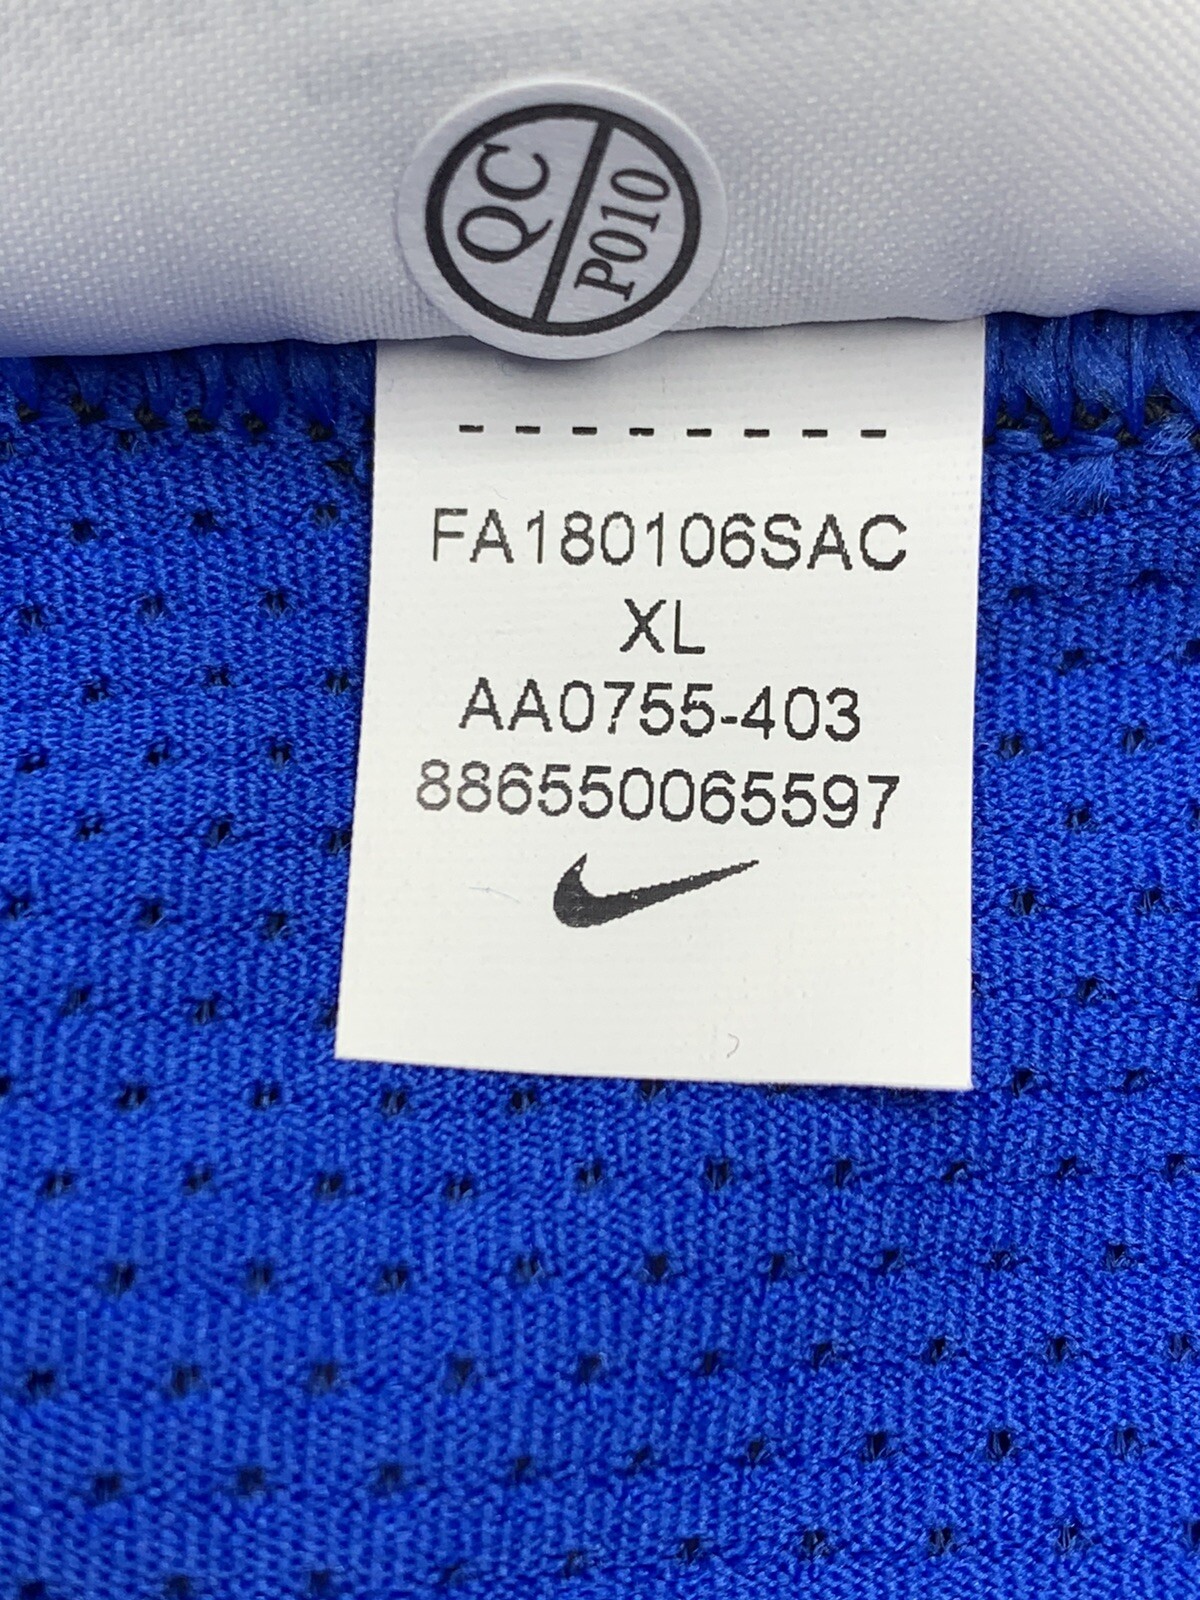 QC
P010
--------
FA180106SAC
XL
AA0755-403
886550065597